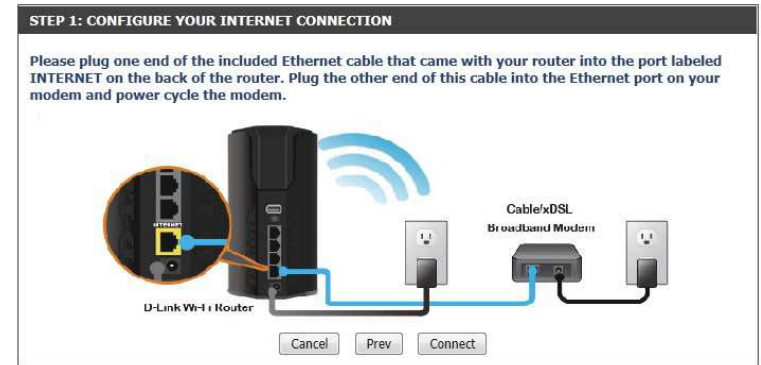 STEP 1: CONFIGURE YOUR INTERNET CONNECTION
Please plug one end of the included Ethernet cable that came with your router into the port labeled
INTERNET on the back of the router. Plug the other end of this cable into the Ethernet port on your
modem and power cycle the modem.
INTERNET
Cable/xDSL
Broadband Modem
D-Link Wi-Fi Router
Cancel
Prev
Connect